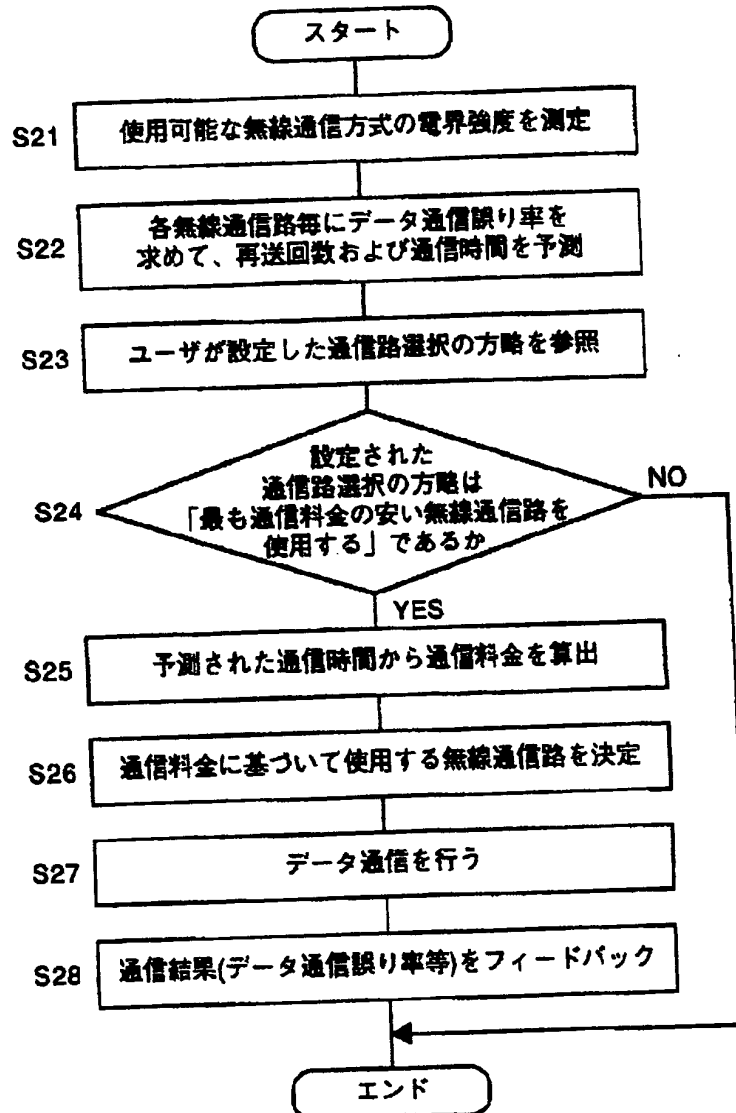 スタート
S21
使用可能な無線通信方式の電界強度を測定
S22
各無線通信路毎にデータ通信誤り率を
求めて、再送回数および通信時間を予測
S23
ユーザが設定した通信路選択の方略を参照
S24
設定された
通信路選択の方略は
「最も通信料金の安い無線通信路を
使用する」であるか
NO
YES
S25
予測された通信時間から通信料金を算出
S26
通信料金に基づいて使用する無線通信路を決定
S27
データ通信を行う
S28
通信結果(データ通信誤り率等)をフィードバック
エンド